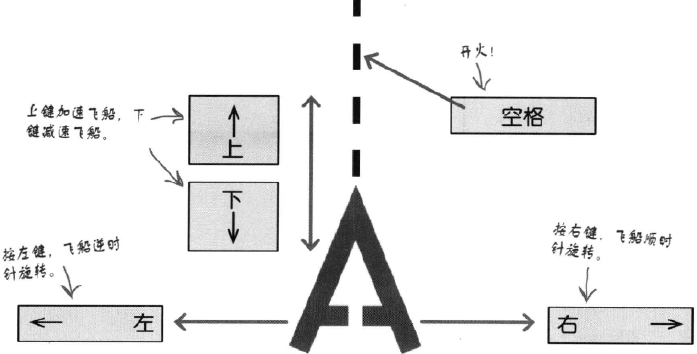 开火！
空格
上键加速飞船，下
键减速飞船。
↑
上
下
↓
按左键，飞船逆时
针旋转。
← 左
按右键，飞船顺时
针旋转。
右 →